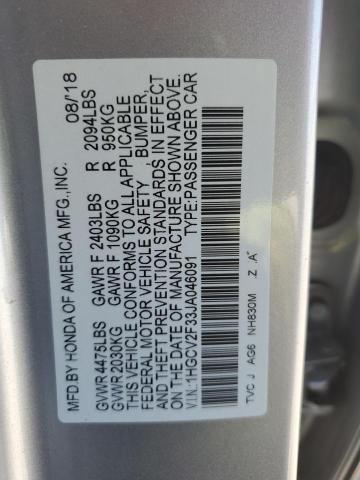 MFD.BY HONDA OF AMERICA MFG.,INC. 08/18
GVWR 4475LBS GAWR F 2403LBS R 2094LBS
GVWR 2030KG GAWR F 1090KG R 950KG
THIS VEHICLE CONFORMS TO ALL APPLICABLE
FEDERAL MOTOR VEHICLE SAFETY , BUMPER,
AND THEFT PREVENTION STANDARDS IN EFFECT
ON THE DATE OF MANUFACTURE SHOWN ABOVE.
V.I.N.:1HGCV2F33JA046091 TYPE:PASSENGER CAR
TVC J AG6 NH830M .Z .A*